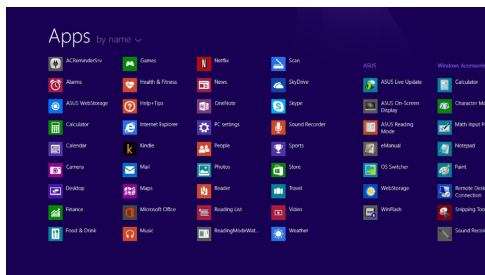 Apps by name
ACReminderSrv
Alarms
ASUS WebStorage
Calculator
Calendar
Camera
Desktop
Finance
Food & Drink
Games
Health & Fitness
Help+Tips
Internet Explorer
Kindle
Mail
Maps
Microsoft Office
Music
Netflix
News
OneNote
PC settings
People
Photos
Reader
Reading List
ReadingModeWat...
Scan
SkyDrive
Skype
Sound Recorder
Sports
Store
Travel
Video
Weather
ASUS
ASUS Live Update
ASUS On-Screen
Display
ASUS Reading
Mode
eManual
OS Switcher
WebStorage
WinFlash
Windows Accessorie
Calculator
Character M
Math Input P
Notepad
Paint
Remote Desk
Connection
Snipping Too
Sound Recor